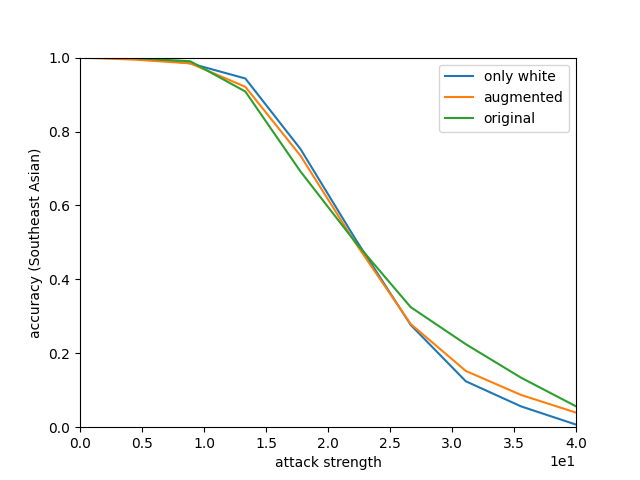 only white
augmented
original
accuracy (Southeast Asian)
1.0
0.8
0.6
0.4
0.2
0.0
0.0 0.5 1.0 1.5 2.0 2.5 3.0 3.5 4.0
1e1
attack strength